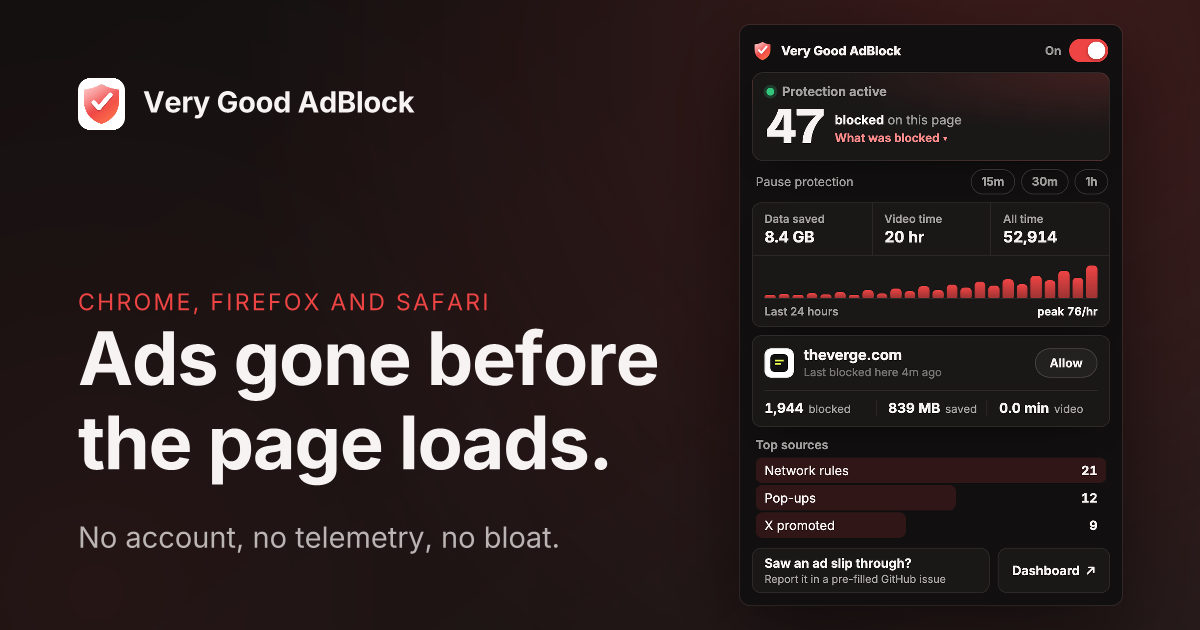 Very Good AdBlock
CHROME, FIREFOX AND SAFARI
Ads gone before
the page loads.
No account, no telemetry, no bloat.
Very Good AdBlock
On
Protection active
47
blocked on this page
What was blocked ▾
Pause protection
15m
30m
1h
Data saved
8.4 GB
Video time
20 hr
All time
52,914
Last 24 hours
peak 76/hr
theverge.com
Last blocked here 4m ago
Allow
1,944 blocked
839 MB saved
0.0 min video
Top sources
Network rules 21
Pop-ups 12
X promoted 9
Saw an ad slip through?
Report it in a pre-filled GitHub issue
Dashboard ↗